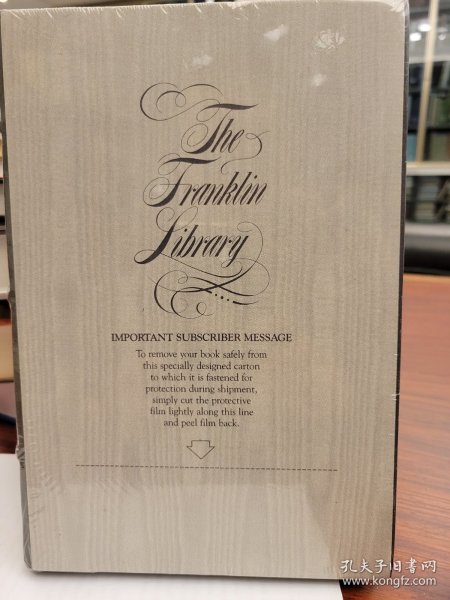 The
Franklin
Library
IMPORTANT SUBSCRIBER MESSAGE
To remove your book safely from
this specially designed carton
to which it is fastened for
protection during shipment,
simply cut the protective
film lightly along this line
and peel film back.
孔夫子旧书网
www.kongfz.com